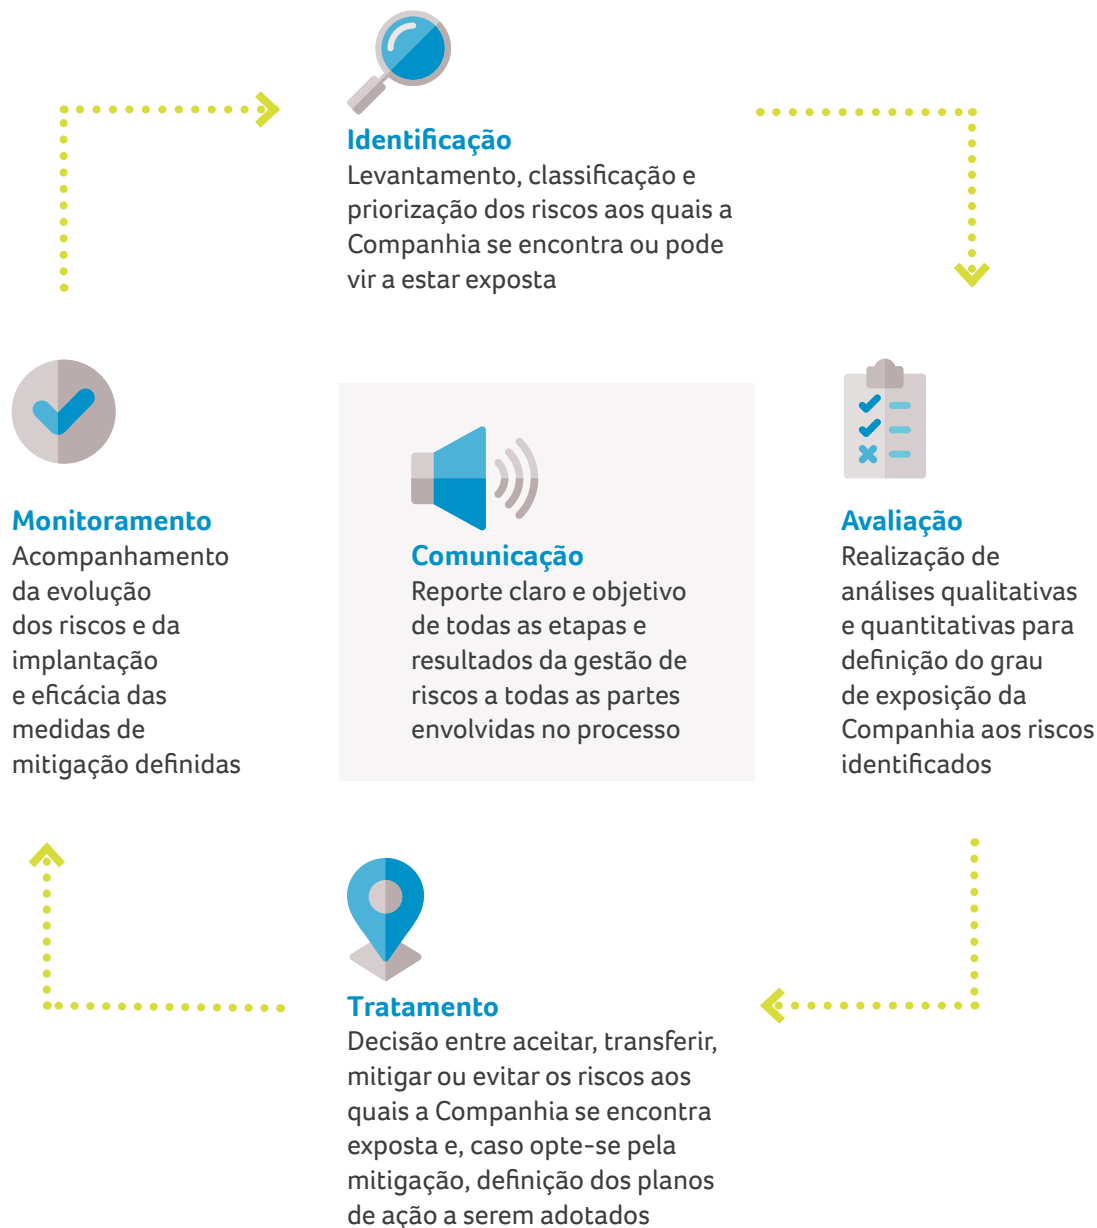 Identificação
Levantamento, classificação e
priorização dos riscos aos quais a
Companhia se encontra ou pode
vir a estar exposta
Monitoramento
Acompanhamento
da evolução
dos riscos e da
implantação
e eficácia das
medidas de
mitigação definidas
Comunicação
Reporte claro e objetivo
de todas as etapas e
resultados da gestão de
riscos a todas as partes
envolvidas no processo
Avaliação
Realização de
análises qualitativas
e quantitativas para
definição do grau
de exposição da
Companhia aos riscos
identificados
Tratamento
Decisão entre aceitar, transferir,
mitigar ou evitar os riscos aos
quais a Companhia se encontra
exposta e, caso opte-se pela
mitigação, definição dos planos
de ação a serem adotados